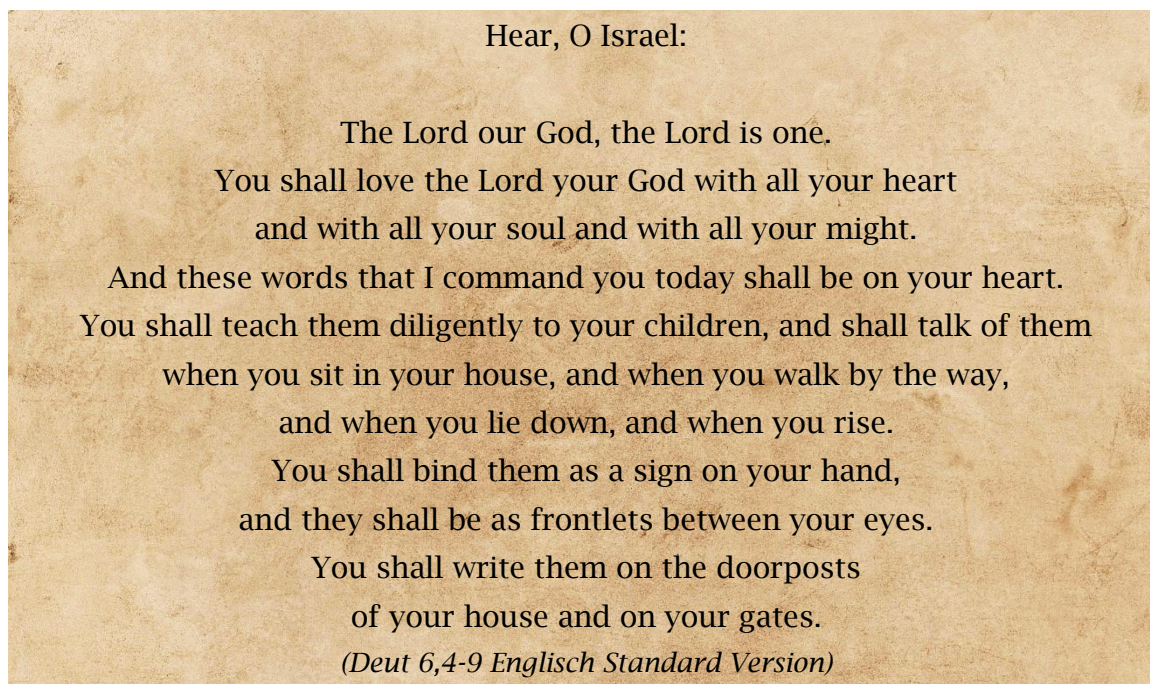 Hear, O Israel:
The Lord our God, the Lord is one.
You shall love the Lord your God with all your heart
and with all your soul and with all your might.
And these words that I command you today shall be on your heart.
You shall teach them diligently to your children, and shall talk of them
when you sit in your house, and when you walk by the way,
and when you lie down, and when you rise.
You shall bind them as a sign on your hand,
and they shall be as frontlets between your eyes.
You shall write them on the doorposts
of your house and on your gates.
(Deut 6,4-9 Englisch Standard Version)